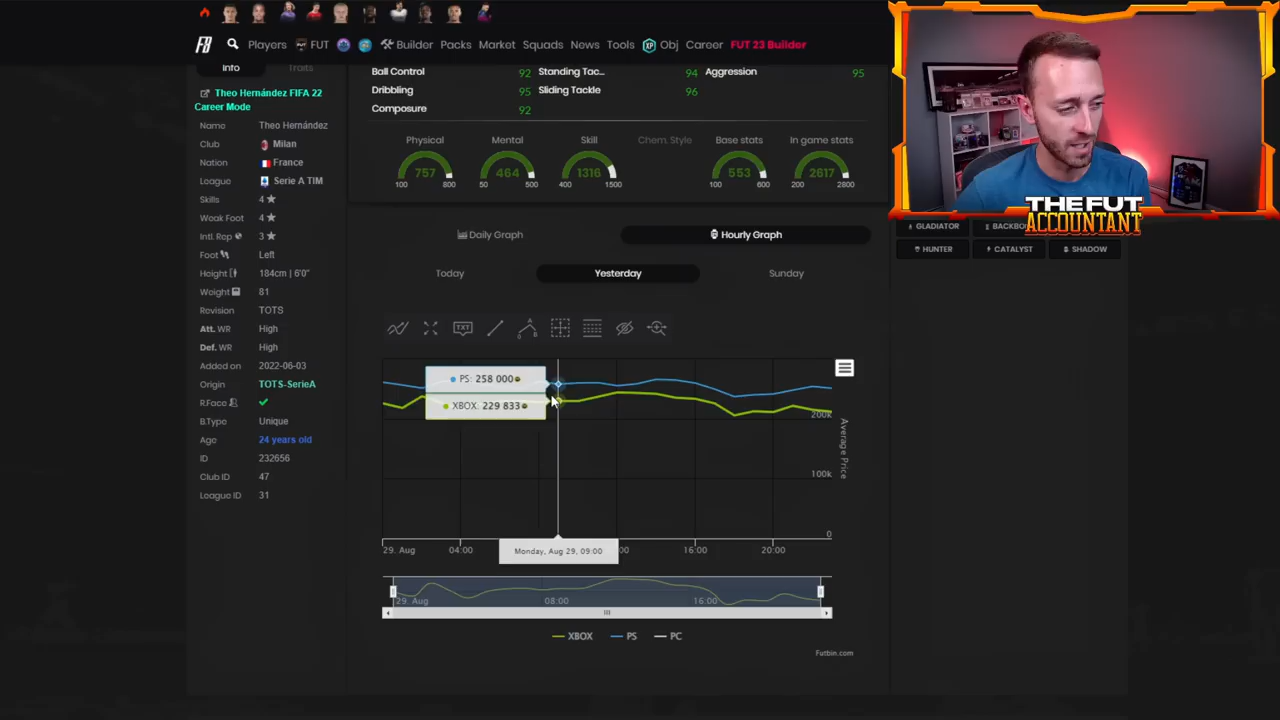 F8
Players
FUT
Builder
Packs
Market
Squads
News
Tools
XP
Obj
Career
FUT 23 Builder
Info
Traits
Theo Hernández FIFA 22
Career Mode
Name Theo Hernández
Club Milan
Nation France
League Serie A TIM
Skills 4★
Weak Foot 4★
Intl.Rep 3★
Foot Left
Height 184cm | 6'0"
Weight 81
Revision TOTS
Att. WR High
Def. WR High
Added on 2022-06-03
Origin TOTS-SerieA
R.Face
B.Type Unique
Age 24 years old
ID 232656
Club ID 47
League ID 31
Ball Control 92
Standing Tac... 94
Aggression 95
Dribbling 95
Sliding Tackle 96
Composure 92
Physical
757
100 800
Mental
464
50 500
Skill
1316
400 1500
Chem. Style
Base stats
553
100 600
In game stats
2617
200 2800
Daily Graph
Hourly Graph
Today
Yesterday
Sunday
TXT
PS: 258 000
XBOX: 229 833
200k
100k
0
Average Price
29. Aug
04:00
Monday, Aug 29, 09:00
:00
16:00
20:00
29. Aug
08:00
16:00
XBOX
PS
PC
Futbin.com
THE FUT
ACCOUNTANT
GLADIATOR
BACKBO
HUNTER
CATALYST
SHADOW